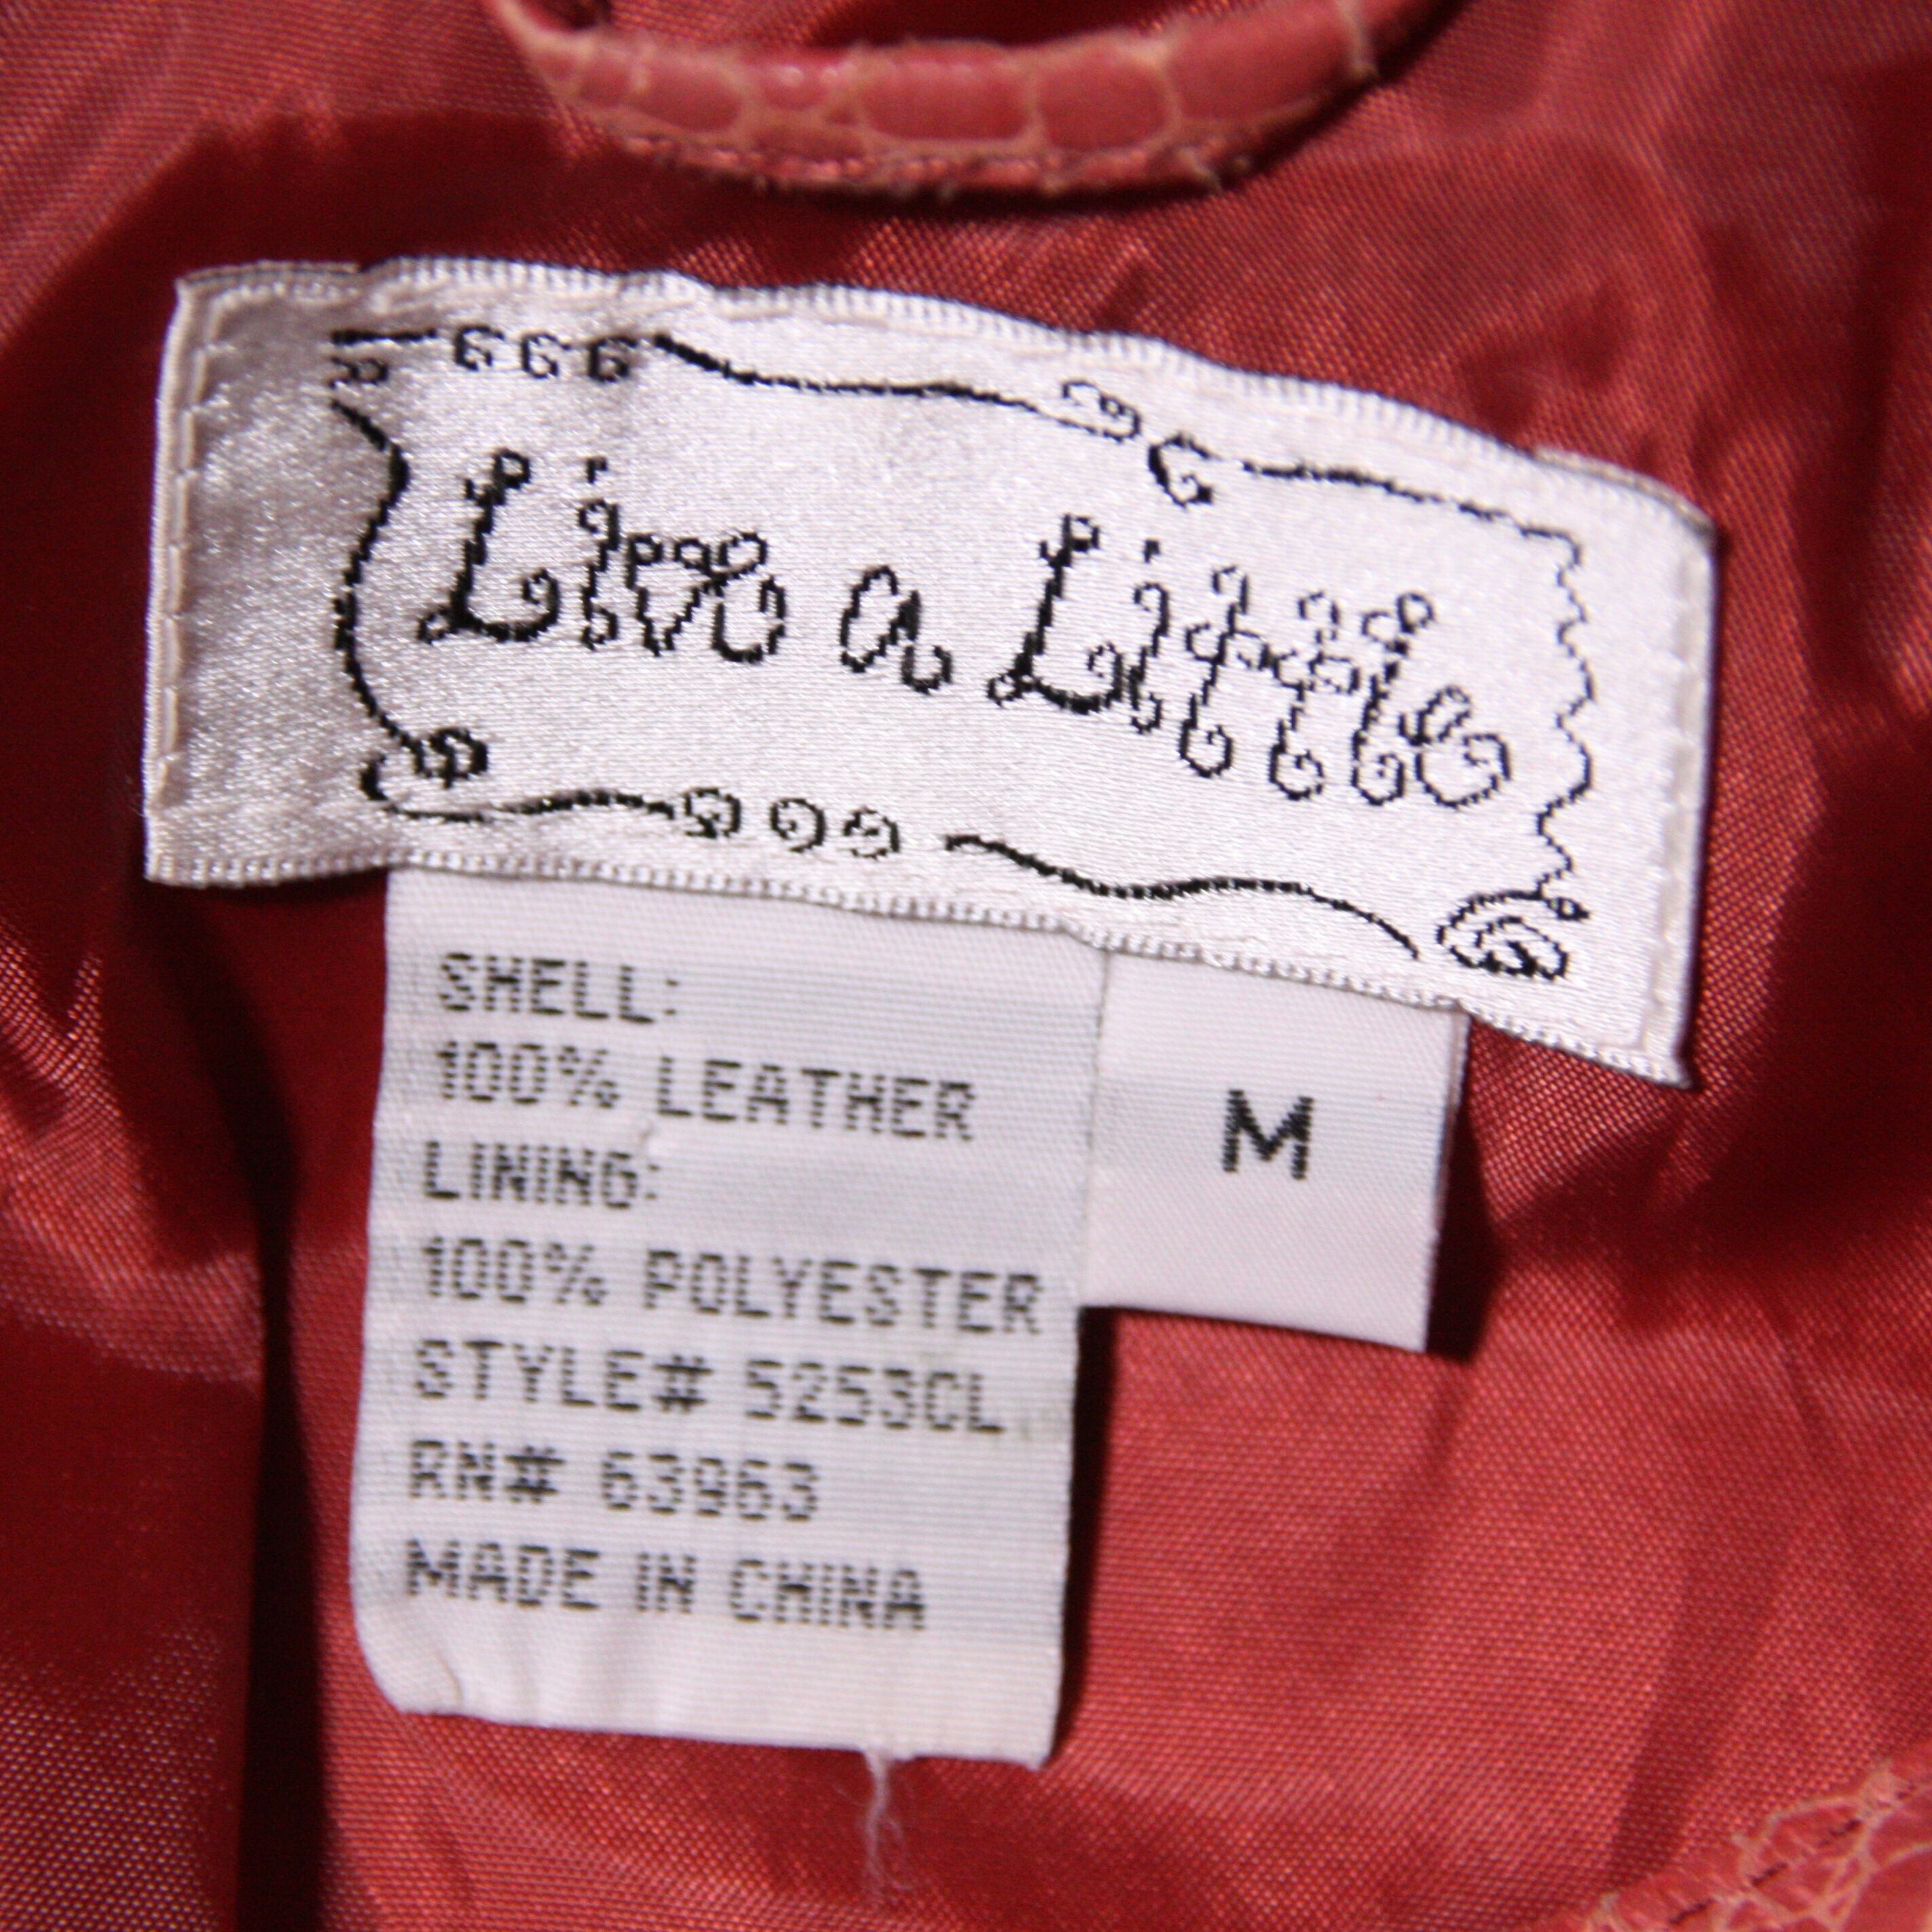 Live a Little
SHELL:
100% LEATHER
LINING:
100% POLYESTER
STYLE# 5253CL
RN# 63963
MADE IN CHINA
M